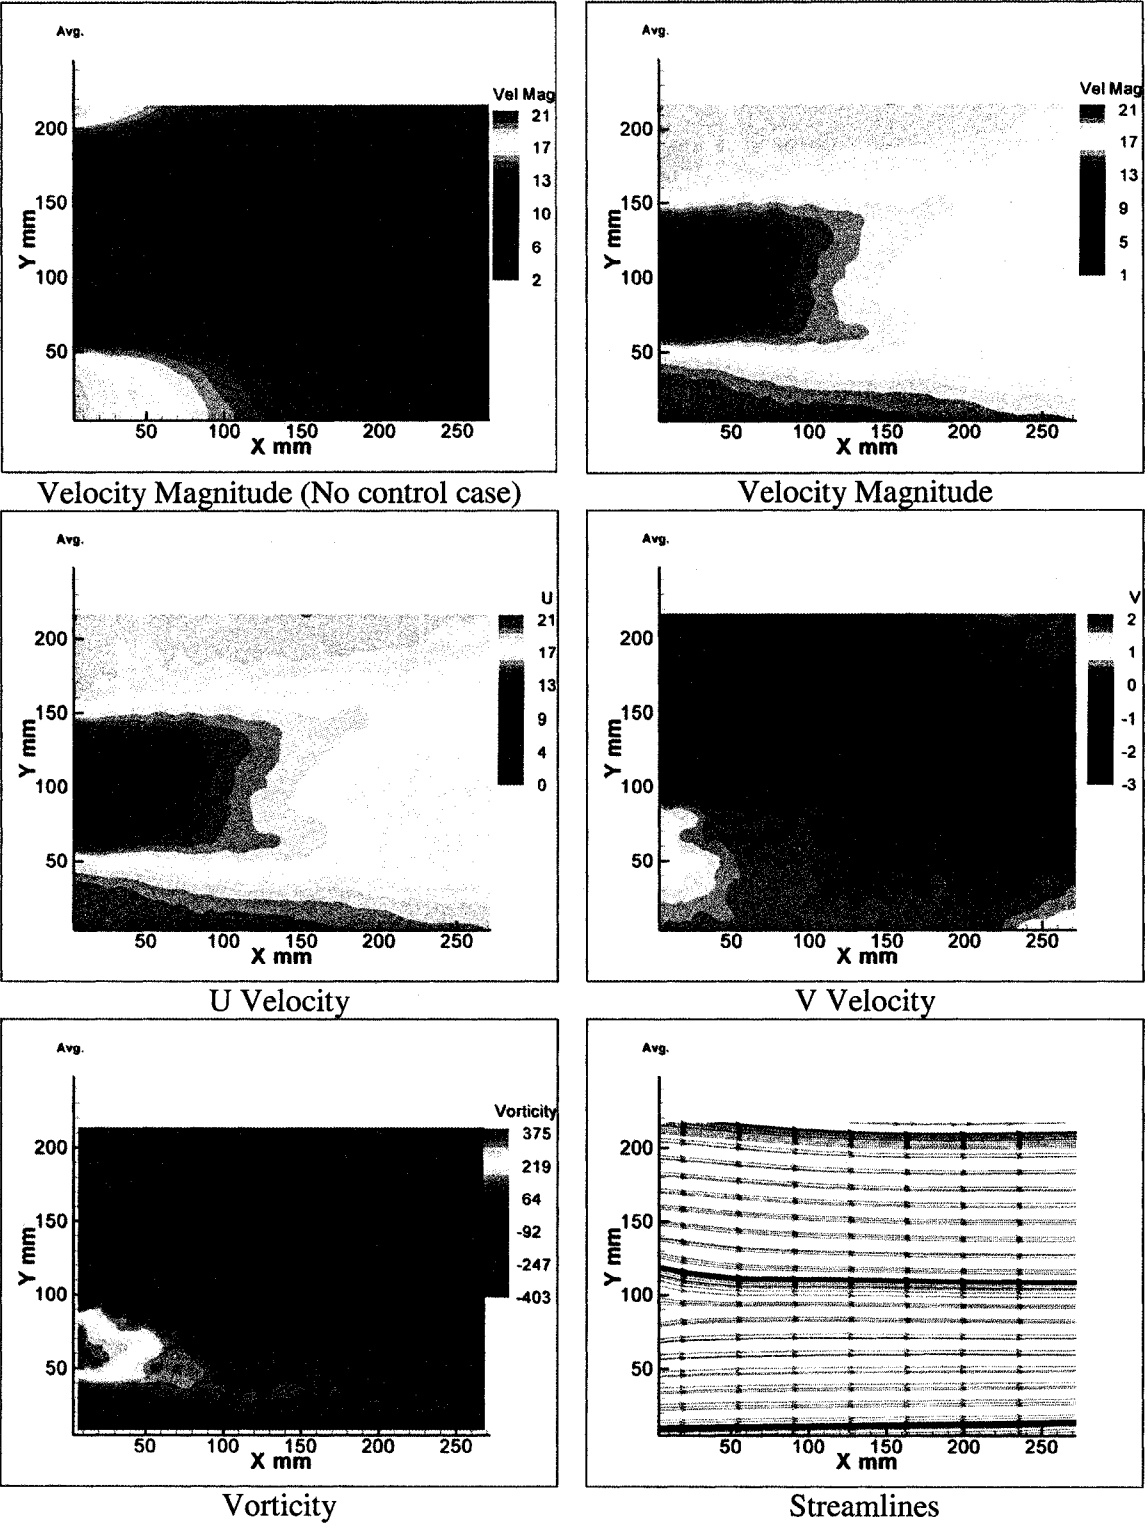 Avg.
Vel Mag
21
17
13
10
6
2
200
150
100
50
Y mm
50 100 150 200 250
X mm
Velocity Magnitude (No control case)
Avg.
Vel Mag
21
17
13
9
5
1
200
150
100
50
Y mm
50 100 150 200 250
X mm
Velocity Magnitude
Avg.
U
21
17
13
9
4
0
200
150
100
50
Y mm
50 100 150 200 250
X mm
U Velocity
Avg.
V
2
1
0
-1
-2
-3
200
150
100
50
Y mm
50 100 150 200 250
X mm
V Velocity
Avg.
Vorticity
375
219
64
-92
-247
-403
200
150
100
50
Y mm
50 100 150 200 250
X mm
Vorticity
Avg.
200
150
100
50
Y mm
50 100 150 200 250
X mm
Streamlines